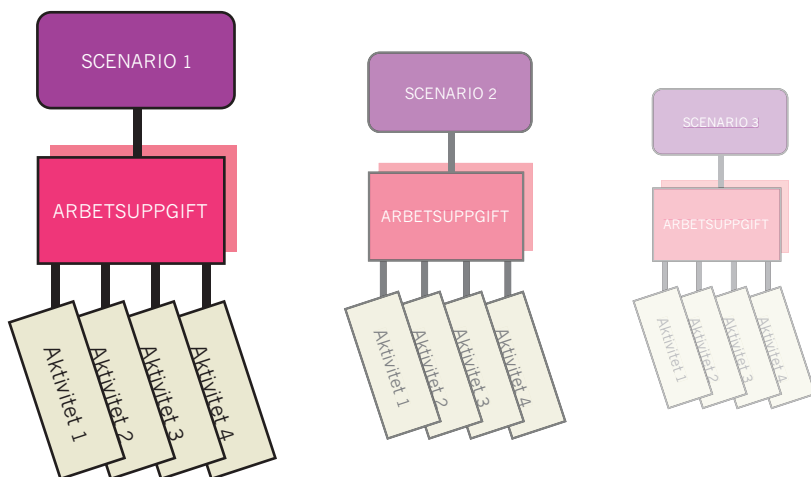 SCENARIO 1
ARBETSUPPGIFT
Aktivitet 1
Aktivitet 2
Aktivitet 3
Aktivitet 4
SCENARIO 2
ARBETSUPPGIFT
Aktivitet 1
Aktivitet 2
Aktivitet 3
Aktivitet 4
SCENARIO 3
ARBETSUPPGIFT
Aktivitet 1
Aktivitet 2
Aktivitet 3
Aktivitet 4